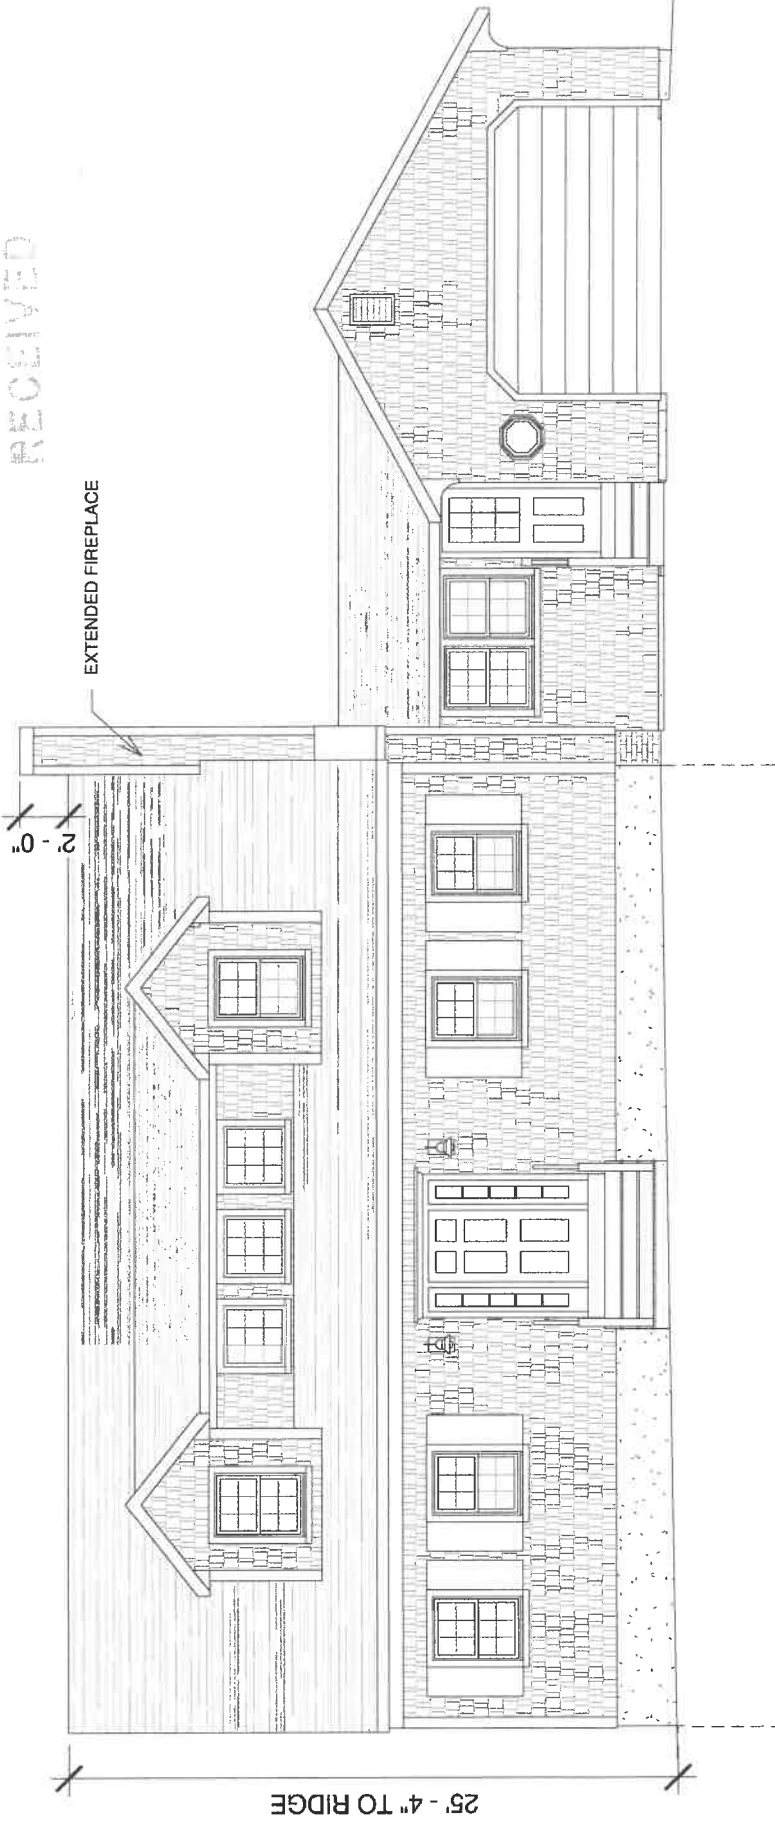 RECEIVED
EXTENDED FIREPLACE
2' - 0"
25' - 4" TO RIDGE